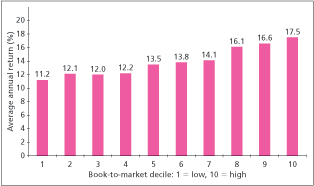 Average annual return (%)
20
18
16
14
12
10
8
6
4
2
0
11.2 12.1 12.0 12.2 13.5 13.8 14.1 16.1 16.6 17.5
1 2 3 4 5 6 7 8 9 10
Book-to-market decile: 1 = low, 10 = high